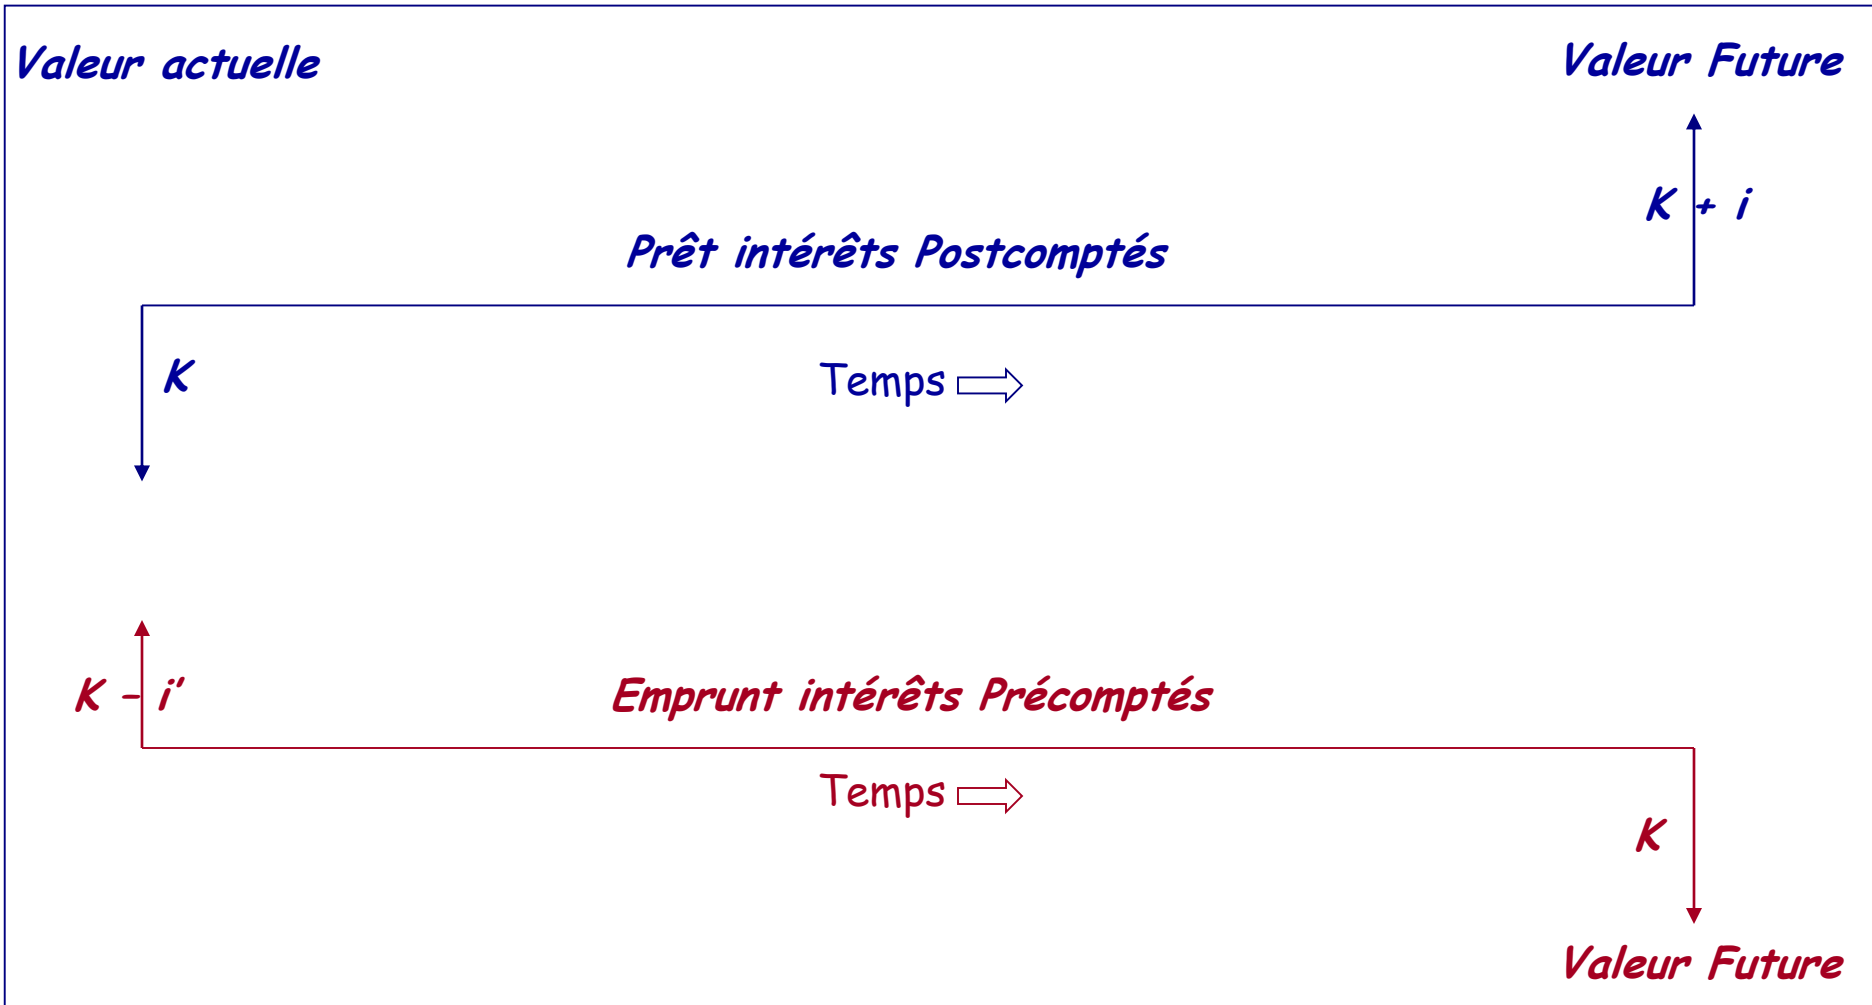 Valeur actuelle
Valeur Future
K + i
Prêt intérêts Postcomptés
K
Temps
K - i'
Emprunt intérêts Précomptés
Temps
K
Valeur Future